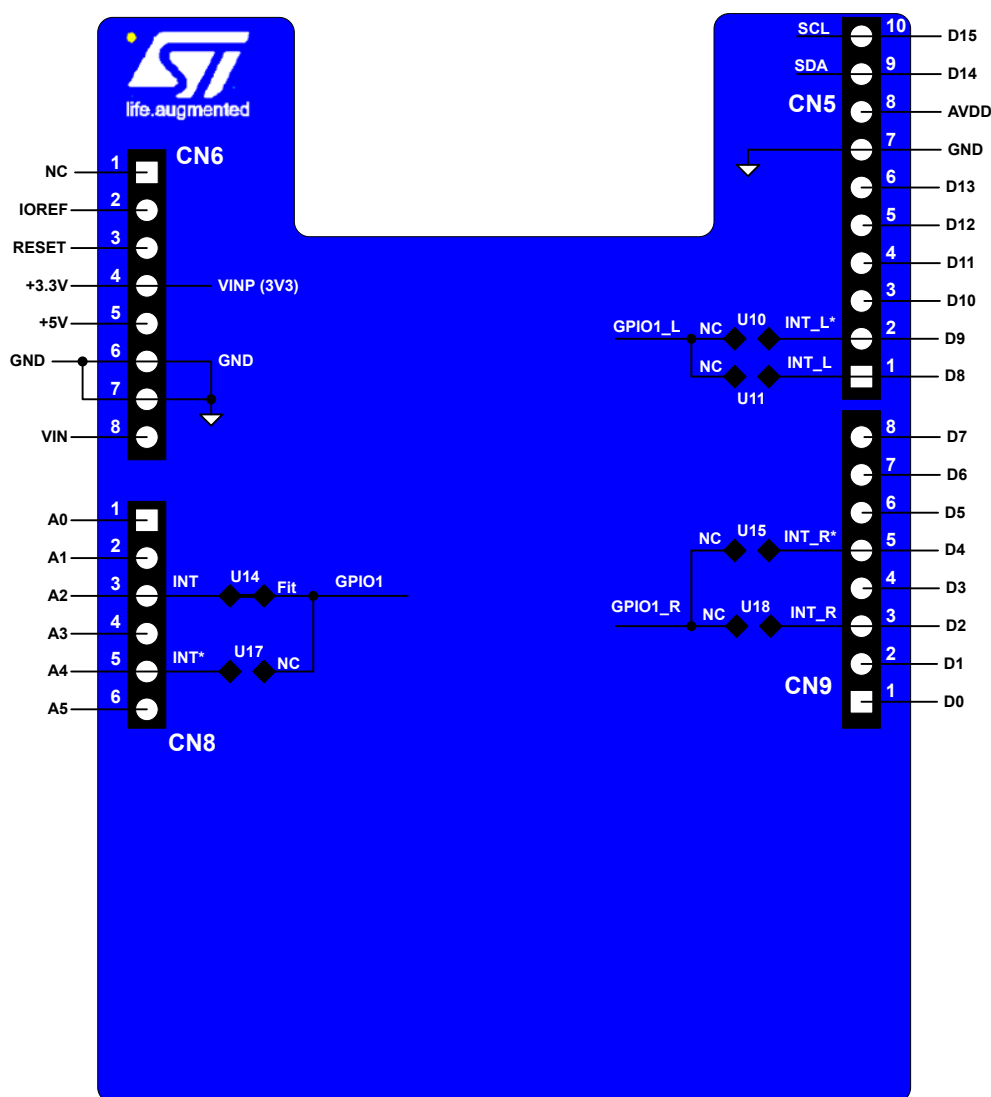 life.augmented
CN6
NC 1
IOREF 2
RESET 3
+3.3V 4 VINP (3V3)
+5V 5
GND 6 GND
7
VIN 8
A0 1
A1 2
A2 3 INT U14 Fit GPIO1
A3 4
A4 5 INT* U17 NC
A5 6
CN8
SCL 10 D15
SDA 9 D14
CN5 8 AVDD
7 GND
6 D13
5 D12
4 D11
3 D10
GPIO1_L NC U10 INT_L* 2 D9
NC U11 INT_L 1 D8
8 D7
7 D6
6 D5
NC U15 INT_R* 5 D4
4 D3
GPIO1_R NC U18 INT_R 3 D2
2 D1
CN9 1 D0